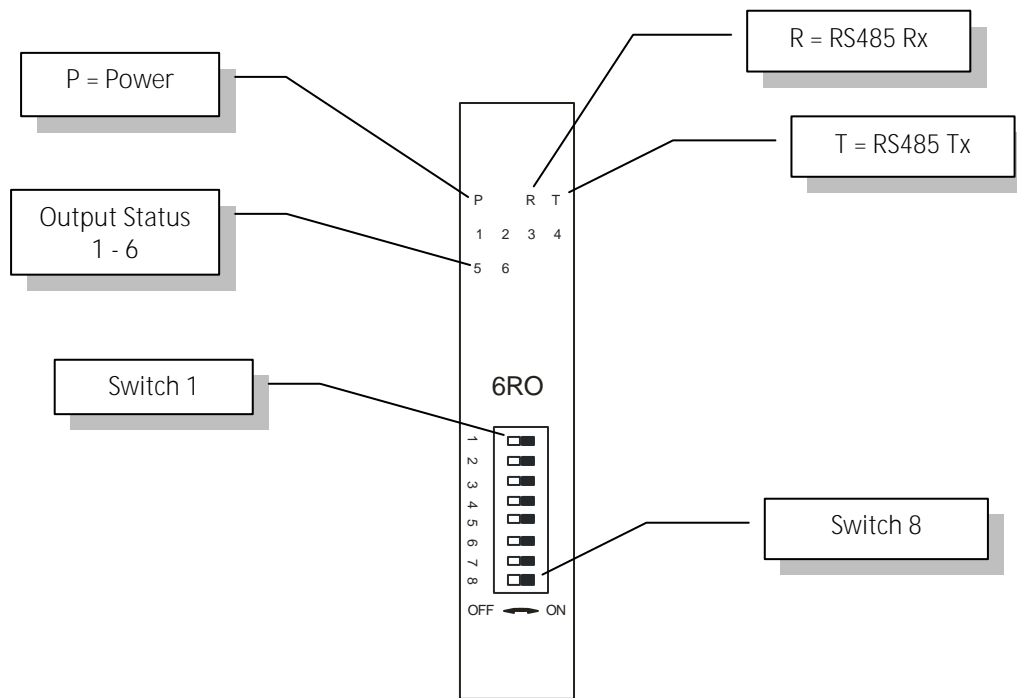 R = RS485 Rx
P = Power
T = RS485 Tx
P R T
Output Status
1 - 6
1 2 3 4
5 6
Switch 1
6RO
1
2
3
4
5
6
7
8
Switch 8
OFF ON